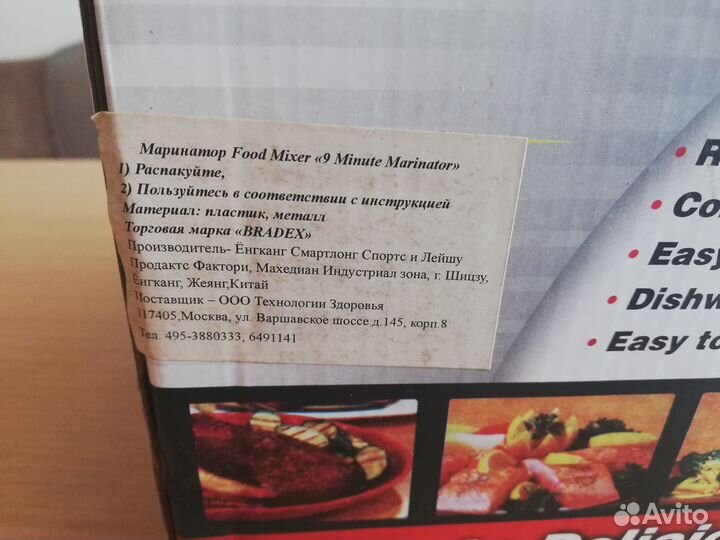 Маринатор Food Mixer «9 Minute Marinator»
1) Распакуйте,
2) Пользуйтесь в соответствии с инструкцией
Материал: пластик, металл
Торговая марка «BRADEX»
Производитель- Ёнгканг Смартлонг Спортс и Лейшу
Продактс Фактори, Махедиан Индустриал зона, г. Шицзу,
Ёнгканг, Жеянг,Китай
Поставщик – ООО Технологии Здоровья
117405,Москва, ул. Варшавское шоссе д.145, корп.8
Тел. 495-3880333, 6491141
• R
• Co
• Easy
• Dishw
• Easy to
Avito